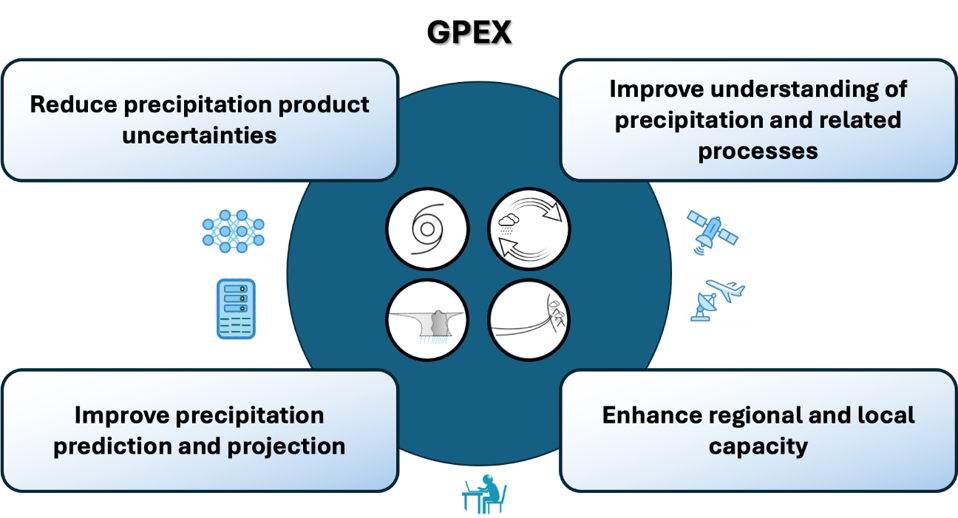 GPEX
Reduce precipitation product
uncertainties
Improve understanding of
precipitation and related
processes
Improve precipitation
prediction and projection
Enhance regional and local
capacity